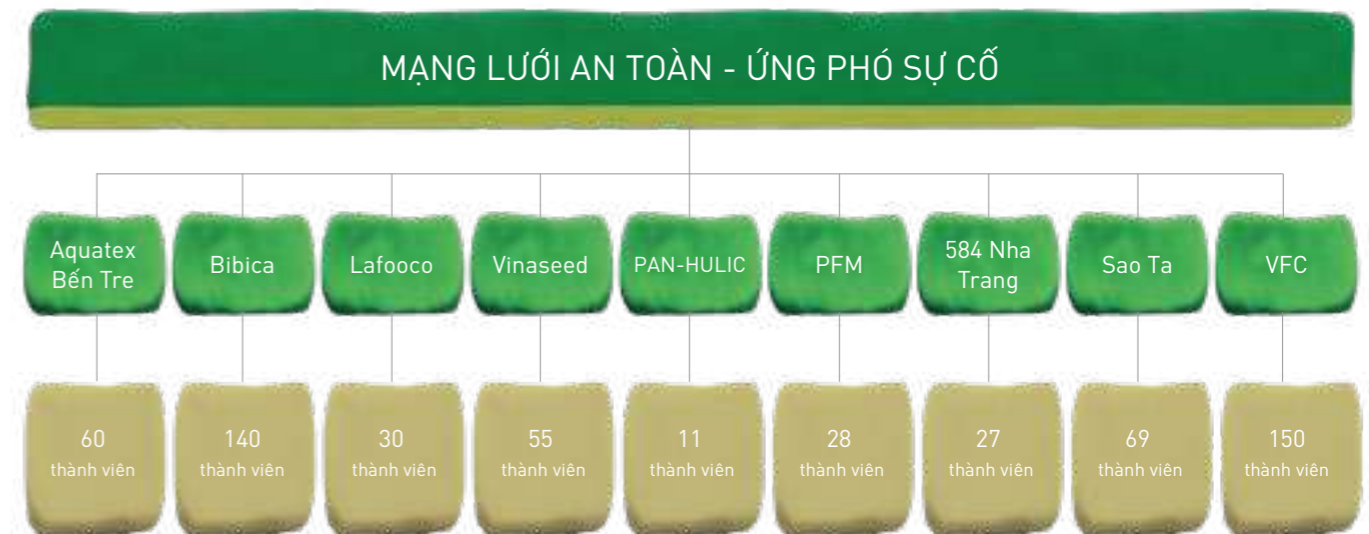 MẠNG LƯỚI AN TOÀN - ỨNG PHÓ SỰ CỐ
Aquatex
Bến Tre
Bibica
Lafooco
Vinaseed
PAN-HULIC
PFM
584 Nha
Trang
Sao Ta
VFC
60
thành viên
140
thành viên
30
thành viên
55
thành viên
11
thành viên
28
thành viên
27
thành viên
69
thành viên
150
thành viên